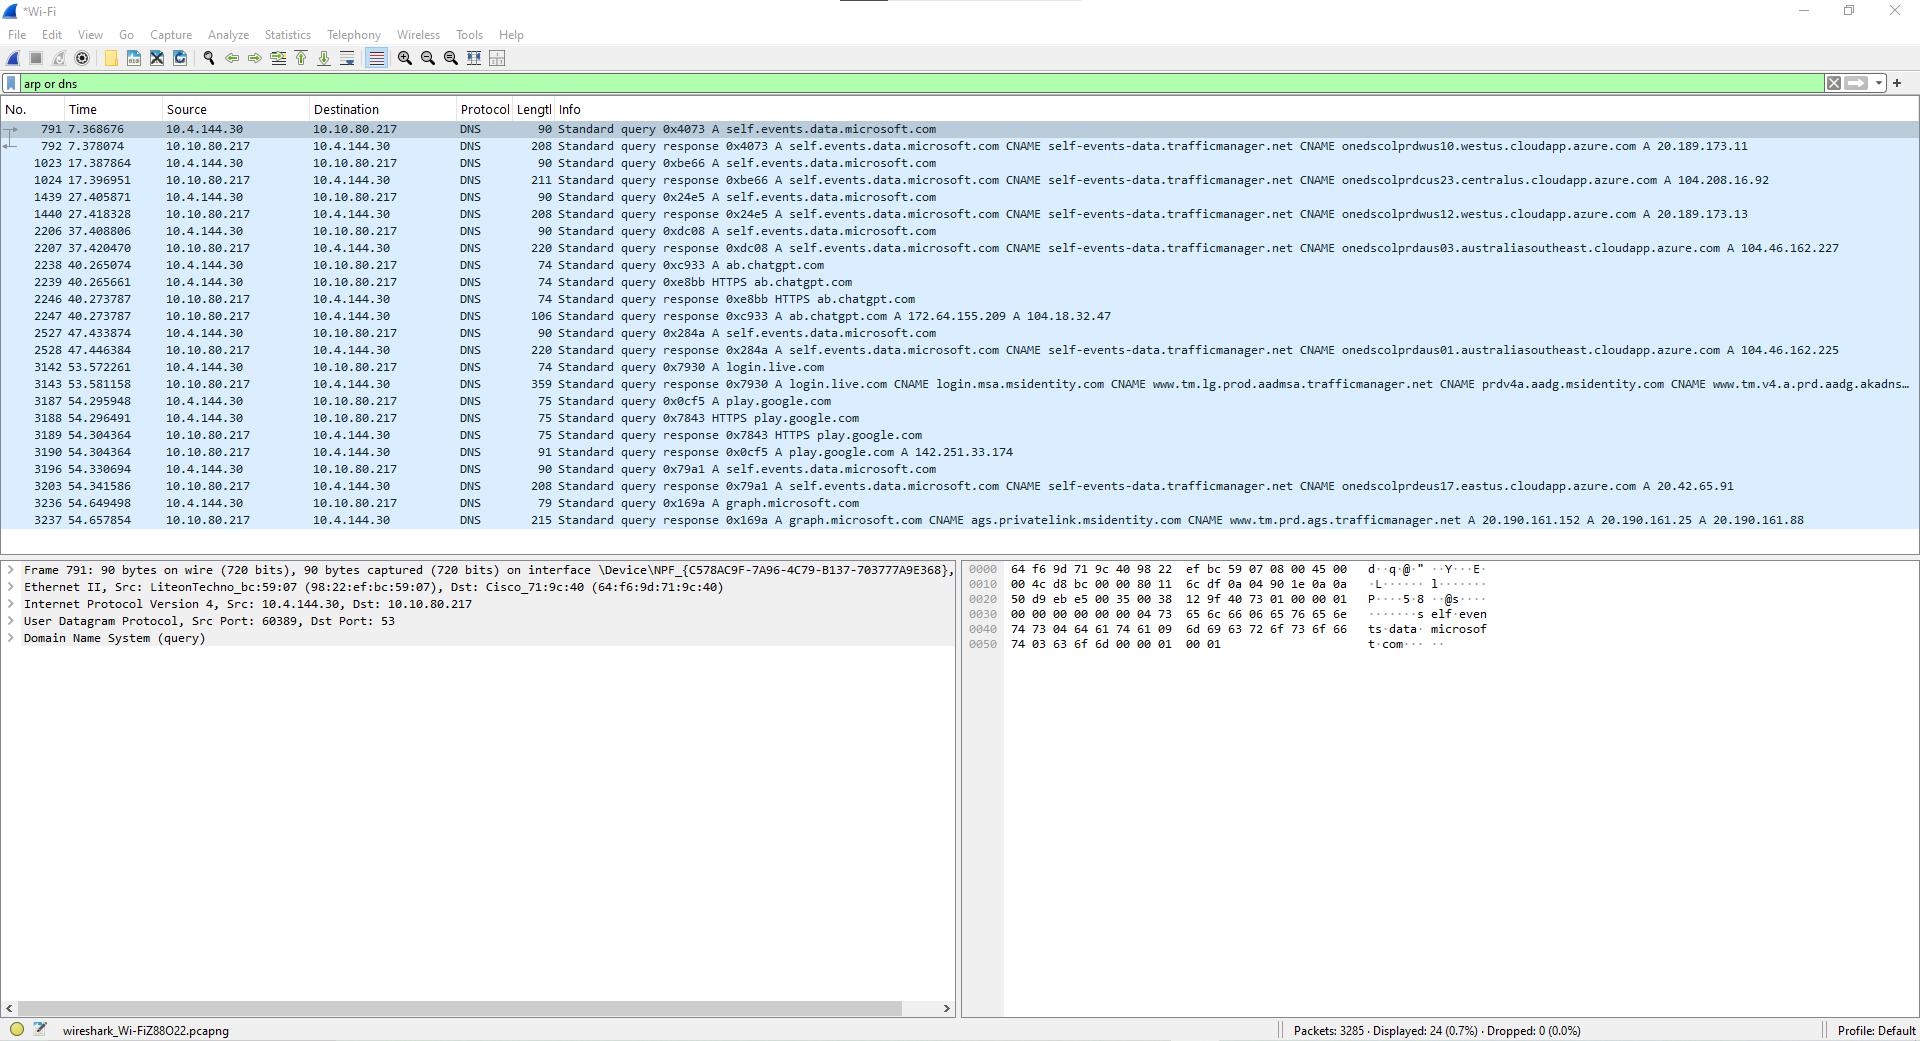 *Wi-Fi
File Edit View Go Capture Analyze Statistics Telephony Wireless Tools Help
arp or dns
No. Time Source Destination Protocol Lengtl Info
791 7.368676 10.4.144.30 10.10.80.217 DNS 90 Standard query 0x4073 A self.events.data.microsoft.com
792 7.378074 10.10.80.217 10.4.144.30 DNS 208 Standard query response 0x4073 A self.events.data.microsoft.com CNAME self-events-data.trafficmanager.net CNAME onedscolprdwus10.westus.cloudapp.azure.com A 20.189.173.11
1023 17.387864 10.4.144.30 10.10.80.217 DNS 90 Standard query 0xbe66 A self.events.data.microsoft.com
1024 17.396951 10.10.80.217 10.4.144.30 DNS 211 Standard query response 0xbe66 A self.events.data.microsoft.com CNAME self-events-data.trafficmanager.net CNAME onedscolprdcus23.centralus.cloudapp.azure.com A 104.208.16.92
1439 27.405871 10.4.144.30 10.10.80.217 DNS 90 Standard query 0x24e5 A self.events.data.microsoft.com
1440 27.418328 10.10.80.217 10.4.144.30 DNS 208 Standard query response 0x24e5 A self.events.data.microsoft.com CNAME self-events-data.trafficmanager.net CNAME onedscolprdwus12.westus.cloudapp.azure.com A 20.189.173.13
2206 37.408806 10.4.144.30 10.10.80.217 DNS 90 Standard query 0xdc08 A self.events.data.microsoft.com
2207 37.420470 10.10.80.217 10.4.144.30 DNS 220 Standard query response 0xdc08 A self.events.data.microsoft.com CNAME self-events-data.trafficmanager.net CNAME onedscolprdaus03.australiasoutheast.cloudapp.azure.com A 104.46.162.227
2238 40.265074 10.4.144.30 10.10.80.217 DNS 74 Standard query 0xc933 A ab.chatgpt.com
2239 40.265661 10.4.144.30 10.10.80.217 DNS 74 Standard query 0xe8bb HTTPS ab.chatgpt.com
2246 40.273787 10.10.80.217 10.4.144.30 DNS 74 Standard query response 0xe8bb HTTPS ab.chatgpt.com
2247 40.273787 10.10.80.217 10.4.144.30 DNS 106 Standard query response 0xc933 A ab.chatgpt.com A 172.64.155.209 A 104.18.32.47
2527 47.433874 10.4.144.30 10.10.80.217 DNS 90 Standard query 0x284a A self.events.data.microsoft.com
2528 47.446384 10.10.80.217 10.4.144.30 DNS 220 Standard query response 0x284a A self.events.data.microsoft.com CNAME self-events-data.trafficmanager.net CNAME onedscolprdaus01.australiasoutheast.cloudapp.azure.com A 104.46.162.225
3142 53.572261 10.4.144.30 10.10.80.217 DNS 74 Standard query 0x7930 A login.live.com
3143 53.581158 10.10.80.217 10.4.144.30 DNS 359 Standard query response 0x7930 A login.live.com CNAME login.msa.msidentity.com CNAME www.tm.lg.prod.aadmsa.trafficmanager.net CNAME prdv4a.aadg.msidentity.com CNAME www.tm.v4.a.prd.aadg.akadns…
3187 54.295948 10.4.144.30 10.10.80.217 DNS 75 Standard query 0x0cf5 A play.google.com
3188 54.296491 10.4.144.30 10.10.80.217 DNS 75 Standard query 0x7843 HTTPS play.google.com
3189 54.304364 10.10.80.217 10.4.144.30 DNS 75 Standard query response 0x7843 HTTPS play.google.com
3190 54.304364 10.10.80.217 10.4.144.30 DNS 91 Standard query response 0x0cf5 A play.google.com A 142.251.33.174
3196 54.330694 10.4.144.30 10.10.80.217 DNS 90 Standard query 0x79a1 A self.events.data.microsoft.com
3203 54.341586 10.10.80.217 10.4.144.30 DNS 208 Standard query response 0x79a1 A self.events.data.microsoft.com CNAME self-events-data.trafficmanager.net CNAME onedscolprdeus17.eastus.cloudapp.azure.com A 20.42.65.91
3236 54.649498 10.4.144.30 10.10.80.217 DNS 79 Standard query 0x169a A graph.microsoft.com
3237 54.657854 10.10.80.217 10.4.144.30 DNS 215 Standard query response 0x169a A graph.microsoft.com CNAME ags.privatelink.msidentity.com CNAME www.tm.prd.ags.trafficmanager.net A 20.190.161.152 A 20.190.161.25 A 20.190.161.88
Frame 791: 90 bytes on wire (720 bits), 90 bytes captured (720 bits) on interface \Device\NPF_{C578AC9F-7A96-4C79-B137-703777A9E368},
Ethernet II, Src: LiteonTechno_bc:59:07 (98:22:ef:bc:59:07), Dst: Cisco_71:9c:40 (64:f6:9d:71:9c:40)
Internet Protocol Version 4, Src: 10.4.144.30, Dst: 10.10.80.217
User Datagram Protocol, Src Port: 60389, Dst Port: 53
Domain Name System (query)
0000 64 f6 9d 71 9c 40 98 22 ef bc 59 07 08 00 45 00 d··q·@·" ··Y···E·
0010 00 4c d8 bc 00 00 80 11 6c df 0a 04 90 1e 0a 0a ·L······ l·······
0020 50 d9 eb e5 00 35 00 38 12 9f 40 73 01 00 00 01 P····5·8 ··@s····
0030 00 00 00 00 00 00 04 73 65 6c 66 06 65 76 65 6e ·······s elf·even
0040 74 73 04 64 61 74 61 09 6d 69 63 72 6f 73 6f 66 ts·data· microsof
0050 74 03 63 6f 6d 00 00 01 00 01 t·com··· ··
wireshark_Wi-FiZ88O22.pcapng
Packets: 3285 · Displayed: 24 (0.7%) · Dropped: 0 (0.0%)
Profile: Default